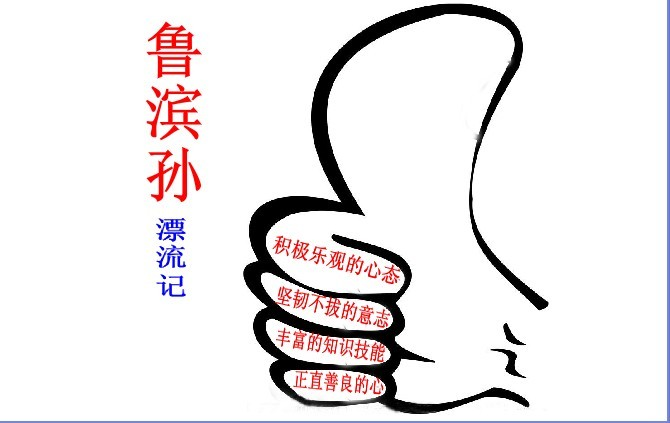 鲁滨孙
漂流记
积极乐观的心态
坚韧不拔的意志
丰富的知识技能
正直善良的心